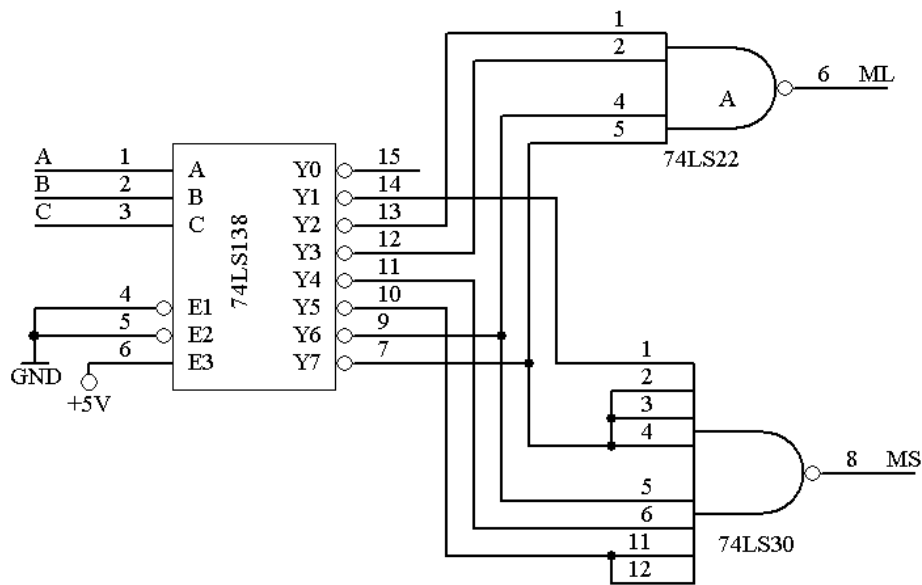 1
2
4
5
A
6 ML
74LS22
A 1
B 2
C 3
A
B
C
74LS138
Y0 15
Y1 14
Y2 13
Y3 12
Y4 11
Y5 10
Y6 9
Y7 7
4 E1
5 E2
6 E3
GND
+5V
1
2
3
4
5
6
11
12
8 MS
74LS30